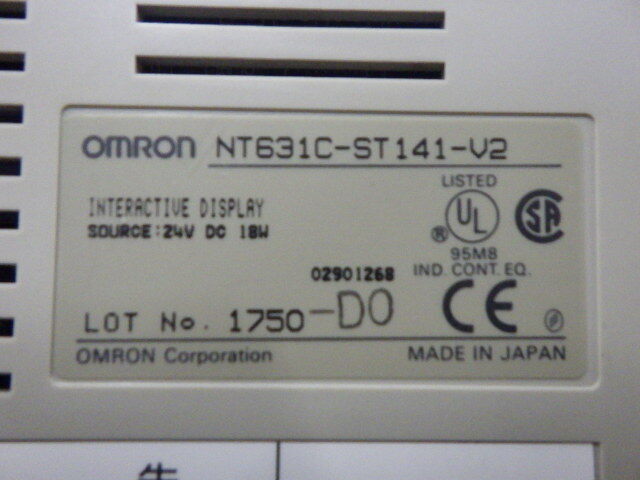 OMRON NT631C-ST141-V2
INTERACTIVE DISPLAY
SOURCE:24V DC 18W
LISTED
UL
®
SA
95M8
IND. CONT. EQ.
02901268
LOT No. 1750-D0
CE
OMRON Corporation
MADE IN JAPAN